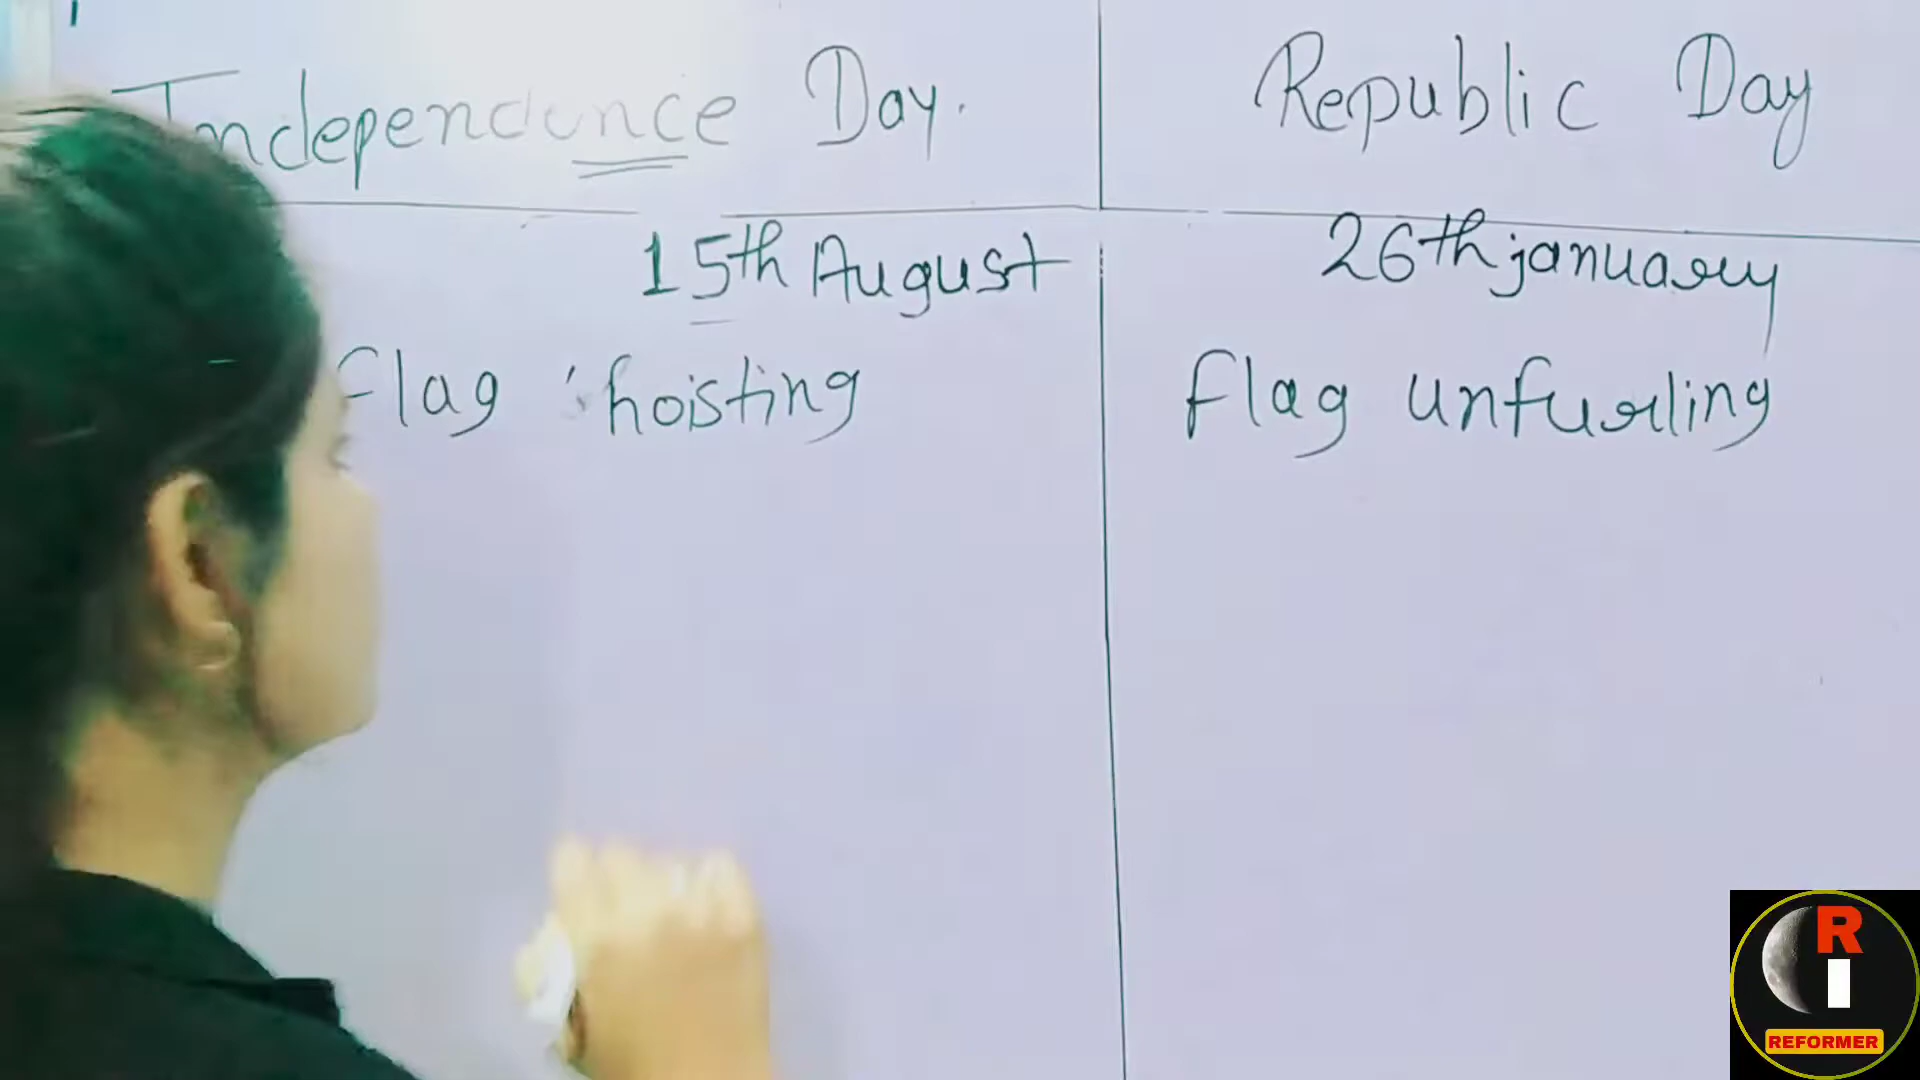 Independence Day.
Republic Day
15th August
26th january
flag hoisting
flag unfurling
R
I
REFORMER